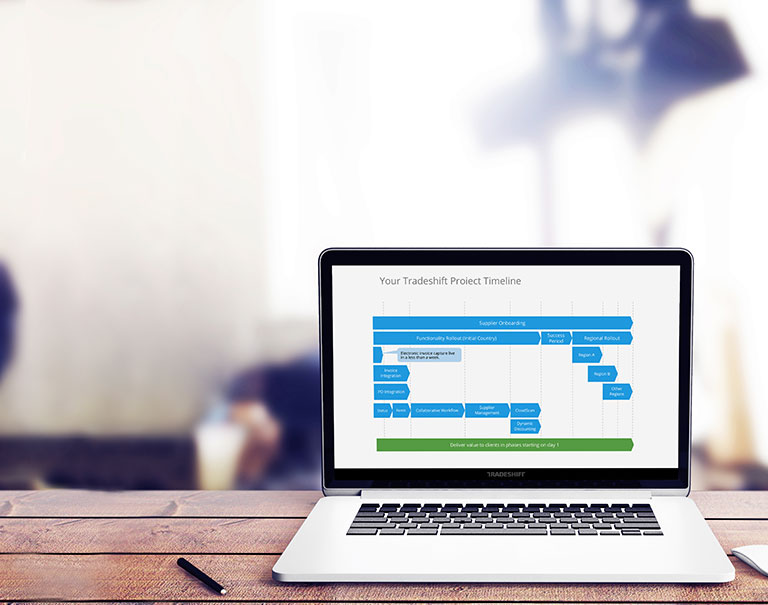 Your Tradeshift Project Timeline
Supplier Onboarding
Functionality Rollout (Initial Country)
Success
Period
Regional Rollout
Electronic invoice capture live
in a less than a week.
Region A
Invoice
Integration
Region B
PO Integration
Other
Regions
Status
Collaborative Workflow
Supplier
Management
CloudScan
Dynamic
Discounting
Deliver value to clients in phases starting on day 1
TRADESHIFT